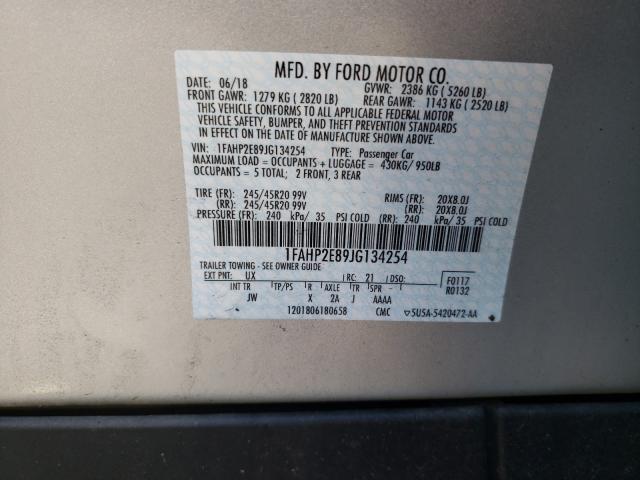 MFD. BY FORD MOTOR CO.
DATE: 06/18 GVWR: 2386 KG ( 5260 LB)
FRONT GAWR: 1279 KG ( 2820 LB) REAR GAWR: 1143 KG ( 2520 LB)
THIS VEHICLE CONFORMS TO ALL APPLICABLE FEDERAL MOTOR
VEHICLE SAFETY, BUMPER, AND THEFT PREVENTION STANDARDS
IN EFFECT ON THE DATE OF MANUFACTURE SHOWN ABOVE.
VIN: 1FAHP2E89JG134254 TYPE: Passenger Car
MAXIMUM LOAD = OCCUPANTS + LUGGAGE = 430KG/ 950LB
OCCUPANTS = 5 TOTAL; 2 FRONT, 3 REAR
TIRE (FR): 245/45R20 99V RIMS (FR): 20X8.0J
(RR): 245/45R20 99V (RR): 20X8.0J
PRESSURE (FR): 240 kPa/ 35 PSI COLD (RR): 240 kPa/ 35 PSI COLD
1FAHP2E89JG134254
TRAILER TOWING - SEE OWNER GUIDE
EXT PNT: UX RC: 21 DSO: F0117
INT TR TP/PS R AXLE TR SPR R0132
JW X 2A J AAAA
1201806180658 CMC 5U5A-5420472-AA